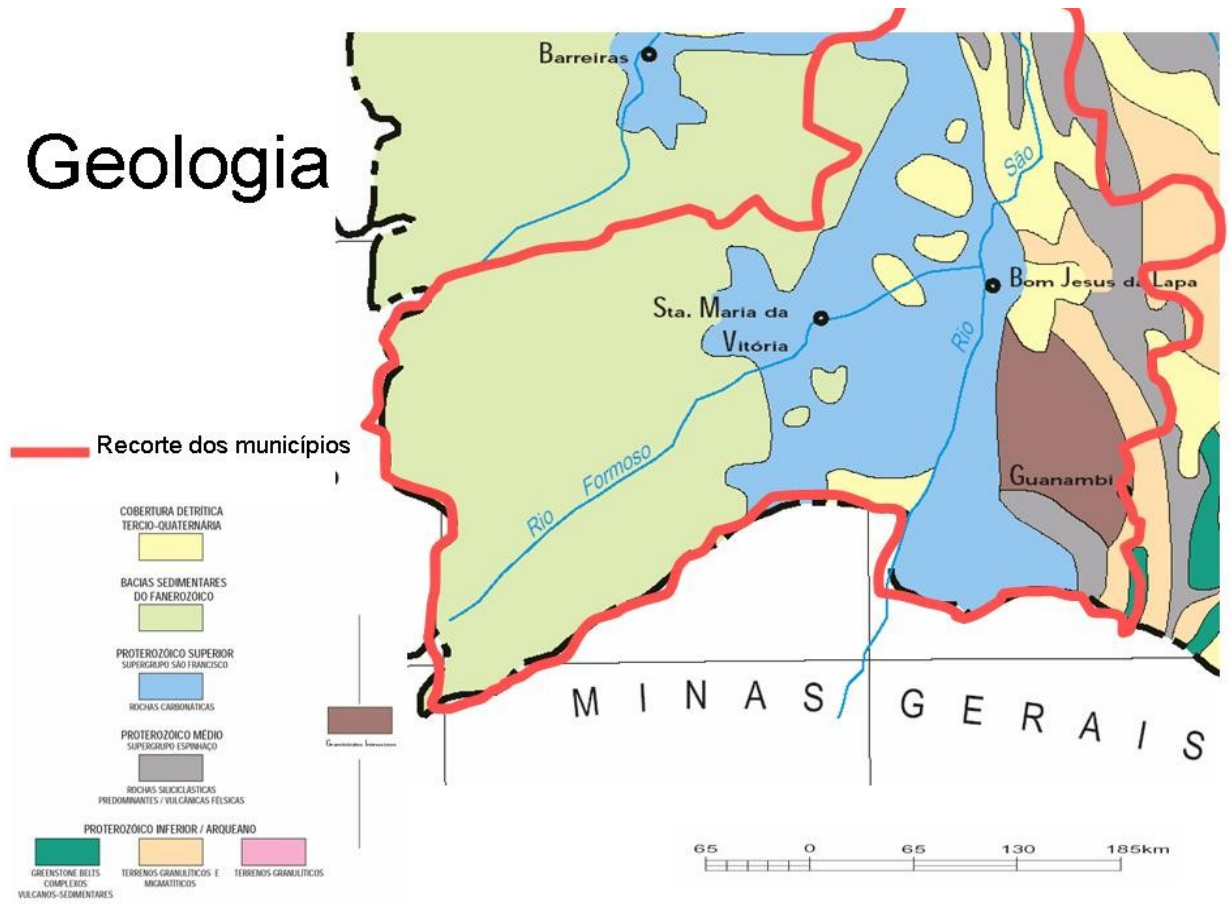 Geologia
Barreiras
São
Bom Jesus da Lapa
Sta. Maria da
Vitória
Rio
Guanambi
Formoso
Rio
MINAS GERAIS
Recorte dos municípios
COBERTURA DETRÍTICA
TERCIO-QUATERNÁRIA
BACIAS SEDIMENTARES
DO FANEROZÓICO
PROTEROZÓICO SUPERIOR
SUPERGRUPO SÃO FRANCISCO
ROCHAS CARBONÁTICAS
PROTEROZÓICO MÉDIO
SUPERGRUPO ESPINHAÇO
ROCHAS SILICICLÁSTICAS
PREDOMINANTES / VULCÂNICAS FÉLSICAS
Granitóides Intrusivos
PROTEROZÓICO INFERIOR / ARQUEANO
GREENSTONE BELTS
COMPLEXOS
VULCANOS-SEDIMENTARES
TERRENOS GRANULÍTICOS E
MIGMATÍTICOS
TERRENOS GRANULÍTICOS
65 0 65 130 185km